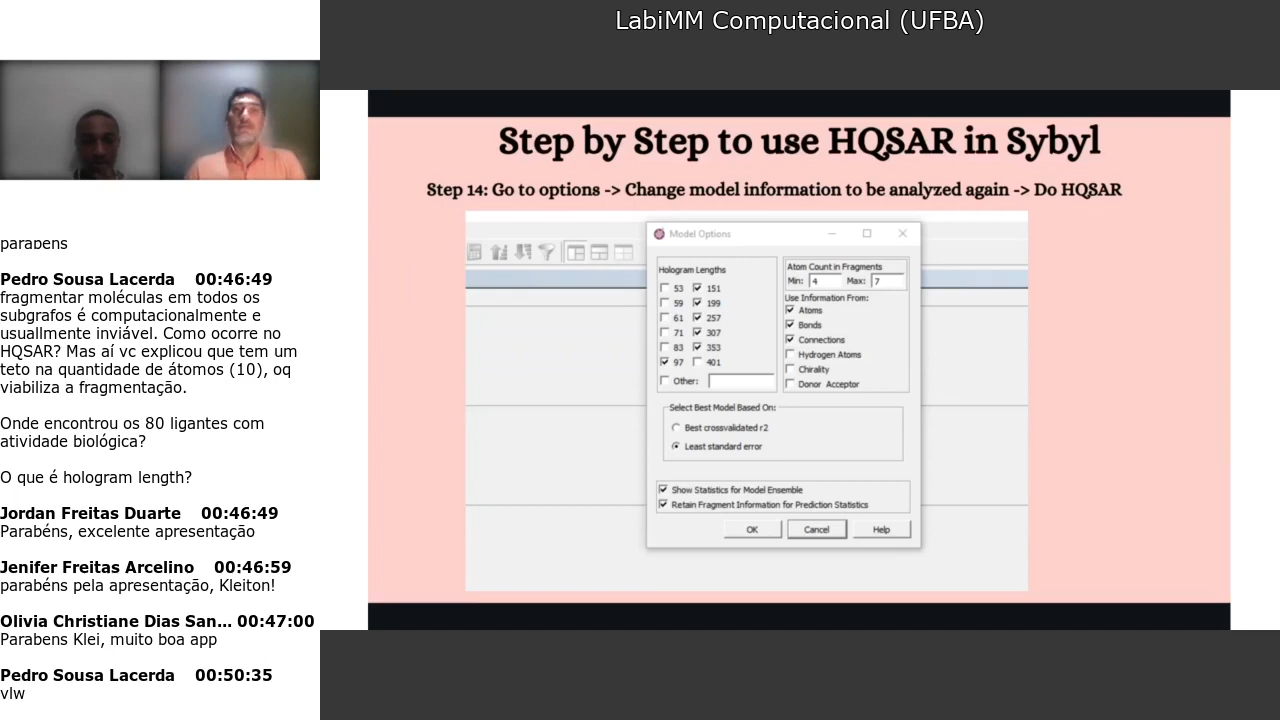 LabiMM Computacional (UFBA)
parabens
Pedro Sousa Lacerda 00:46:49
fragmentar moléculas em todos os
subgrafos é computacionalmente e
usuallmente inviável. Como ocorre no
HQSAR? Mas aí vc explicou que tem um
teto na quantidade de átomos (10), oq
viabiliza a fragmentação.
Onde encontrou os 80 ligantes com
atividade biológica?
O que é hologram length?
Jordan Freitas Duarte 00:46:49
Parabéns, excelente apresentação
Jenifer Freitas Arcelino 00:46:59
parabéns pela apresentação, Kleiton!
Olivia Christiane Dias San... 00:47:00
Parabens Klei, muito boa app
Pedro Sousa Lacerda 00:50:35
vlw
Step by Step to use HQSAR in Sybyl
Step 14: Go to options -> Change model information to be analyzed again -> Do HQSAR
Model Options
Hologram Lengths
53 151
59 199
61 257
71 307
83 353
97 401
Other:
Atom Count in Fragments
Min: 4 Max: 7
Use Information From:
Atoms
Bonds
Connections
Hydrogen Atoms
Chirality
Donor Acceptor
Select Best Model Based On:
Best crossvalidated r2
Least standard error
Show Statistics for Model Ensemble
Retain Fragment Information for Prediction Statistics
OK Cancel Help